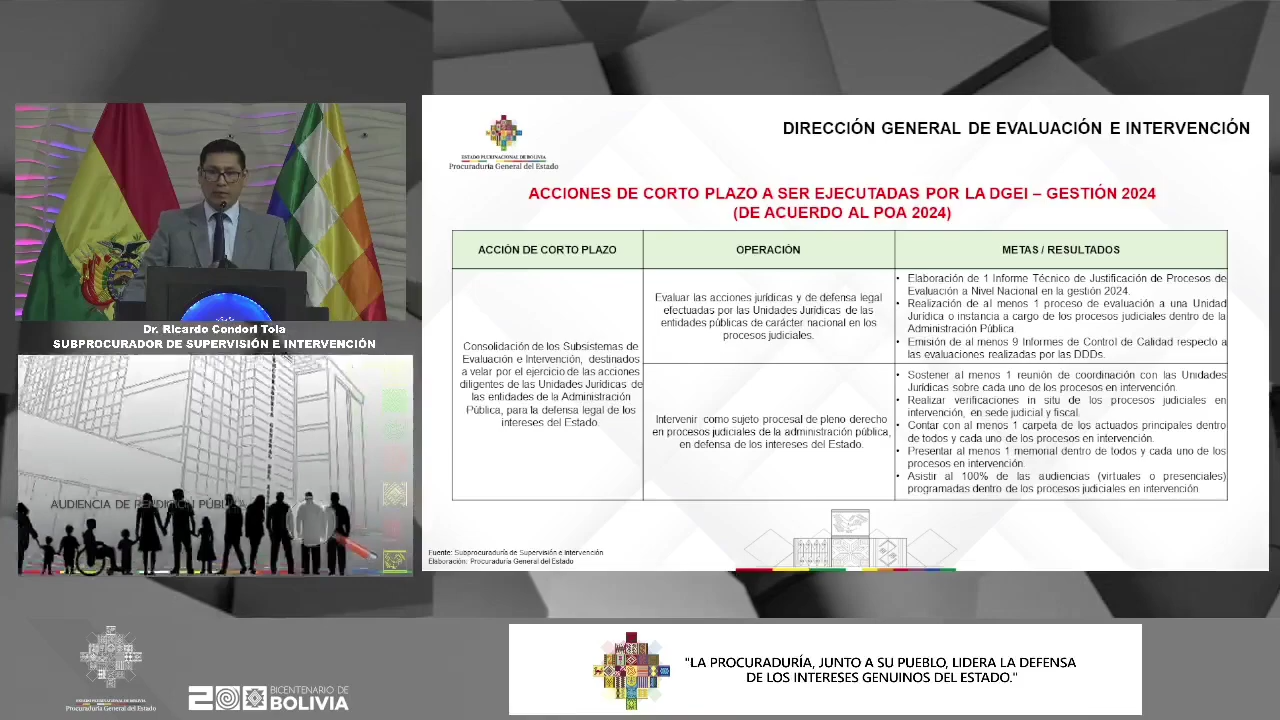 Dr. Ricardo Condori Tola
SUBPROCURADOR DE SUPERVISIÓN E INTERVENCIÓN
AUDIENCIA DE RENDICIÓN PÚBLICA
ESTADO PLURINACIONAL DE BOLIVIA
Procuraduría General del Estado
DIRECCIÓN GENERAL DE EVALUACIÓN E INTERVENCIÓN
ACCIONES DE CORTO PLAZO A SER EJECUTADAS POR LA DGEI – GESTIÓN 2024
(DE ACUERDO AL POA 2024)
ACCIÓN DE CORTO PLAZO
OPERACIÓN
METAS / RESULTADOS
Consolidación de los Subsistemas de
Evaluación e Intervención, destinados
a velar por el ejercicio de las acciones
diligentes de las Unidades Jurídicas de
las entidades de la Administración
Pública, para la defensa legal de los
intereses del Estado.
Evaluar las acciones jurídicas y de defensa legal
efectuadas por las Unidades Jurídicas de las
entidades públicas de carácter nacional en los
procesos judiciales.
• Elaboración de 1 Informe Técnico de Justificación de Procesos de
Evaluación a Nivel Nacional en la gestión 2024.
• Realización de al menos 1 proceso de evaluación a una Unidad
Jurídica o instancia a cargo de los procesos judiciales dentro de la
Administración Pública.
• Emisión de al menos 9 Informes de Control de Calidad respecto a
las evaluaciones realizadas por las DDDs.
Intervenir como sujeto procesal de pleno derecho
en procesos judiciales de la administración pública,
en defensa de los intereses del Estado.
• Sostener al menos 1 reunión de coordinación con las Unidades
Jurídicas sobre cada uno de los procesos en intervención.
• Realizar verificaciones in situ de los procesos judiciales en
intervención, en sede judicial y fiscal.
• Contar con al menos 1 carpeta de los actuados principales dentro
de todos y cada uno de los procesos en intervención.
• Presentar al menos 1 memorial dentro de todos y cada uno de los
procesos en intervención.
• Asistir al 100% de las audiencias (virtuales o presenciales)
programadas dentro de los procesos judiciales en intervención
Fuente: Subprocuraduría de Supervisión e Intervención
Elaboración: Procuraduría General del Estado
ESTADO PLURINACIONAL DE BOLIVIA
Procuraduría General del Estado
200 BICENTENARIO DE
BOLIVIA
"LA PROCURADURÍA, JUNTO A SU PUEBLO, LIDERA LA DEFENSA
DE LOS INTERESES GENUINOS DEL ESTADO."